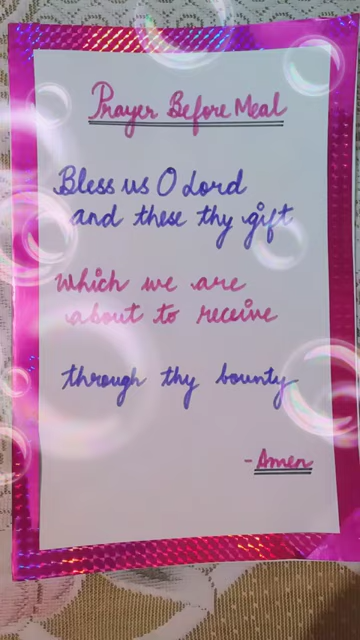 Prayer Before Meal
Bless us O Lord
and these thy gift
which we are
about to receive
through thy bounty
- Amen